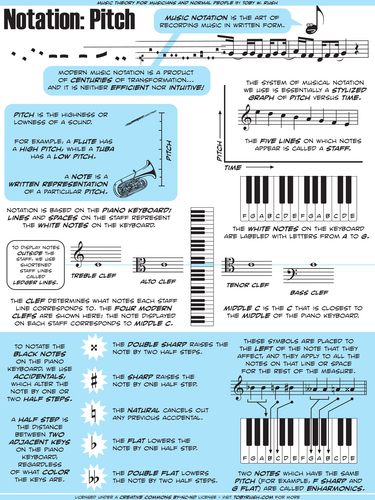 MUSIC THEORY FOR MUSICIANS AND NORMAL PEOPLE BY TOBY W. RUSH
Notation: Pitch
MUSIC NOTATION IS THE ART OF
RECORDING MUSIC IN WRITTEN FORM.
MODERN MUSIC NOTATION IS A PRODUCT
OF CENTURIES OF TRANSFORMATION...
AND IT IS NEITHER EFFICIENT NOR INTUITIVE!
PITCH IS THE HIGHNESS OR
LOWNESS OF A SOUND.
FOR EXAMPLE, A FLUTE HAS
A HIGH PITCH, WHILE A TUBA
HAS A LOW PITCH.
A NOTE IS A
WRITTEN REPRESENTATION
OF A PARTICULAR PITCH.
PITCH
THE SYSTEM OF MUSICAL NOTATION
WE USE IS ESSENTIALLY A STYLIZED
GRAPH OF PITCH VERSUS TIME.
PITCH
TIME
THE FIVE LINES ON WHICH
NOTES APPEAR IS CALLED A STAFF.
NOTATION IS BASED ON THE PIANO KEYBOARD;
LINES AND SPACES ON THE STAFF REPRESENT
THE WHITE NOTES ON THE KEYBOARD.
F G A B C D E F G A B C D E
THE WHITE NOTES ON THE KEYBOARD
ARE LABELED WITH LETTERS FROM A TO G.
TO DISPLAY NOTES
OUTSIDE THE
STAFF, WE USE
SHORTENED
STAFF LINES
CALLED
LEDGER LINES.
TREBLE CLEF
ALTO CLEF
TENOR CLEF
BASS CLEF
THE CLEF DETERMINES WHAT NOTES EACH STAFF
LINE CORRESPONDS TO. THE FOUR MODERN
CLEFS ARE SHOWN HERE; THE NOTE DISPLAYED
ON EACH STAFF CORRESPONDS TO MIDDLE C.
MIDDLE C IS THE C THAT IS CLOSEST TO
THE MIDDLE OF THE PIANO KEYBOARD.
TO NOTATE THE
BLACK NOTES
ON THE PIANO
KEYBOARD, WE USE
ACCIDENTALS,
WHICH ALTER THE
NOTE BY ONE OR
TWO HALF STEPS.
A HALF STEP IS
THE DISTANCE
BETWEEN TWO
ADJACENT KEYS
ON THE PIANO
KEYBOARD,
REGARDLESS
OF WHAT COLOR
THE KEYS ARE.
THE DOUBLE SHARP RAISES THE
NOTE BY TWO HALF STEPS.
THE SHARP RAISES THE
NOTE BY ONE HALF STEP.
THE NATURAL CANCELS OUT
ANY PREVIOUS ACCIDENTAL.
THE FLAT LOWERS THE
NOTE BY ONE HALF STEP.
THE DOUBLE FLAT LOWERS
THE NOTE BY TWO HALF STEPS.
THESE SYMBOLS ARE PLACED TO
THE LEFT OF THE NOTE THAT THEY
AFFECT, AND THEY APPLY TO ALL THE
NOTES ON THAT LINE OR SPACE
FOR THE REST OF THE MEASURE.
F G A B C D E F G A B C D E
TWO NOTES WHICH HAVE THE SAME
PITCH (FOR EXAMPLE, F SHARP AND
G FLAT) ARE CALLED ENHARMONICS.
LICENSED UNDER A CREATIVE COMMONS BY-NC-ND LICENSE - VISIT TOBYRUSH.COM FOR MORE